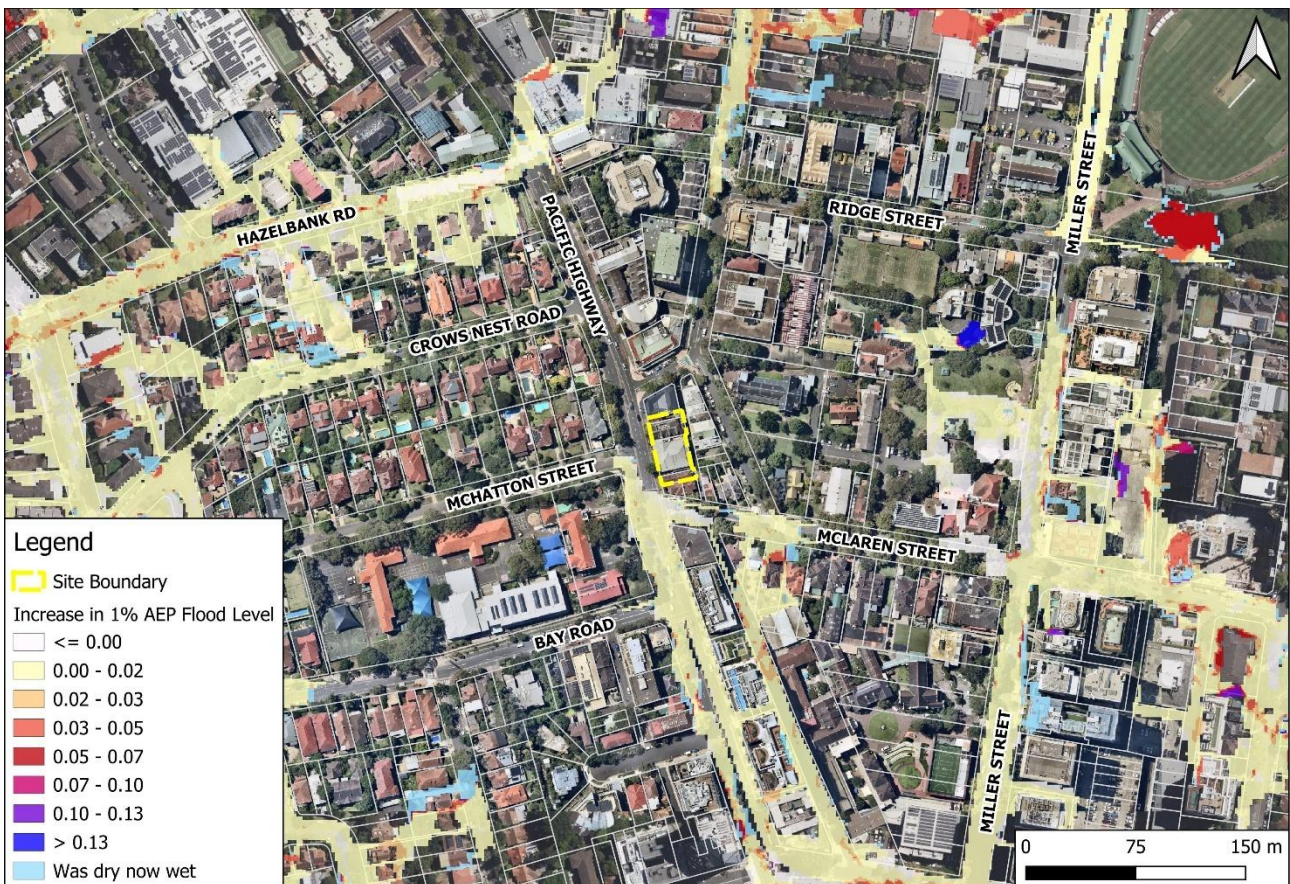 HAZELBANK RD
PACIFIC HIGHWAY
CROWS NEST ROAD
RIDGE STREET
MILLER STREET
MCHATTON STREET
MCLAREN STREET
BAY ROAD
MILLER STREET
Legend
Site Boundary
Increase in 1% AEP Flood Level
<= 0.00
0.00 - 0.02
0.02 - 0.03
0.03 - 0.05
0.05 - 0.07
0.07 - 0.10
0.10 - 0.13
> 0.13
Was dry now wet
0 75 150 m